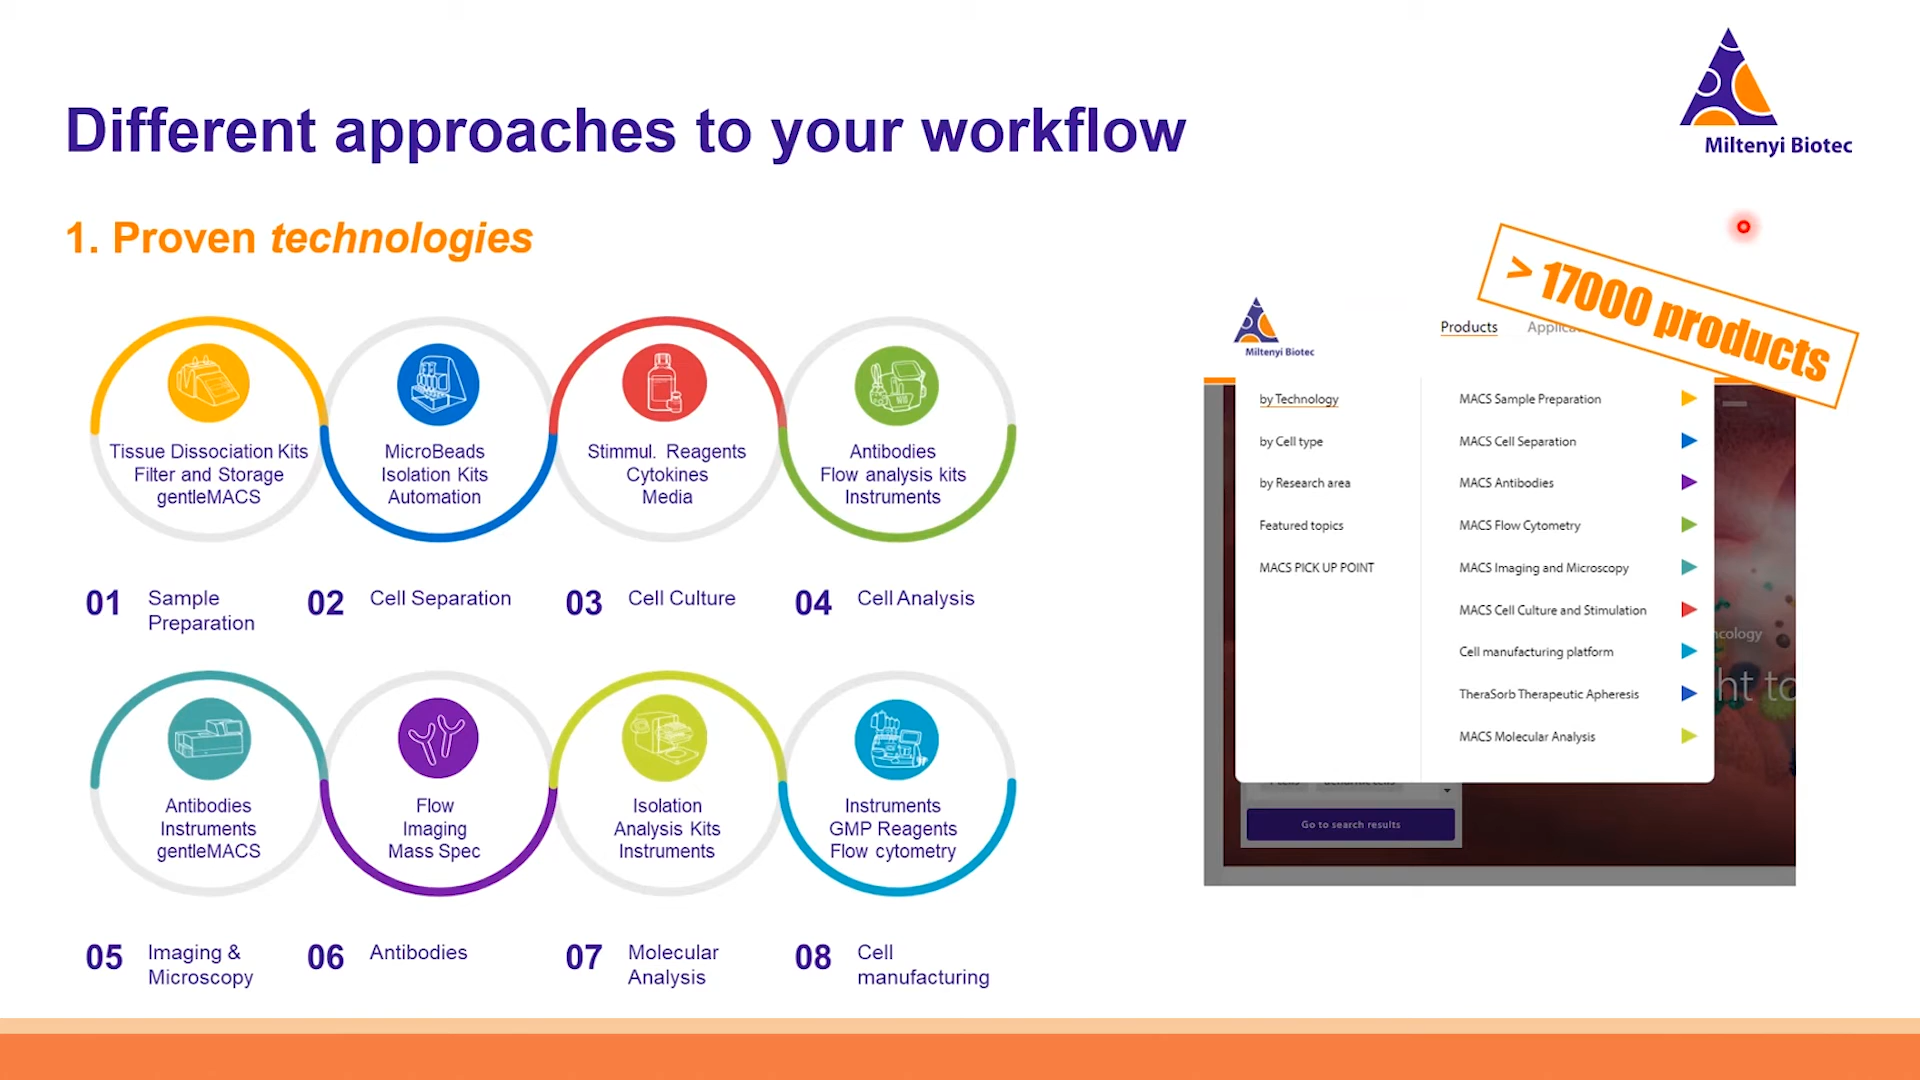 Miltenyi Biotec
Different approaches to your workflow
1. Proven technologies
Tissue Dissociation Kits
Filter and Storage
gentleMACS
MicroBeads
Isolation Kits
Automation
Stimmul. Reagents
Cytokines
Media
Antibodies
Flow analysis kits
Instruments
01 Sample
Preparation
02 Cell Separation
03 Cell Culture
04 Cell Analysis
Antibodies
Instruments
gentleMACS
Flow
Imaging
Mass Spec
Isolation
Analysis Kits
Instruments
Instruments
GMP Reagents
Flow cytometry
05 Imaging &
Microscopy
06 Antibodies
07 Molecular
Analysis
08 Cell
manufacturing
> 17000 products
Miltenyi Biotec
Products
by Technology
by Cell type
by Research area
Featured topics
MACS PICK UP POINT
MACS Sample Preparation
MACS Cell Separation
MACS Antibodies
MACS Flow Cytometry
MACS Imaging and Microscopy
MACS Cell Culture and Stimulation
Cell manufacturing platform
TheraSorb Therapeutic Apheresis
MACS Molecular Analysis
Go to search results